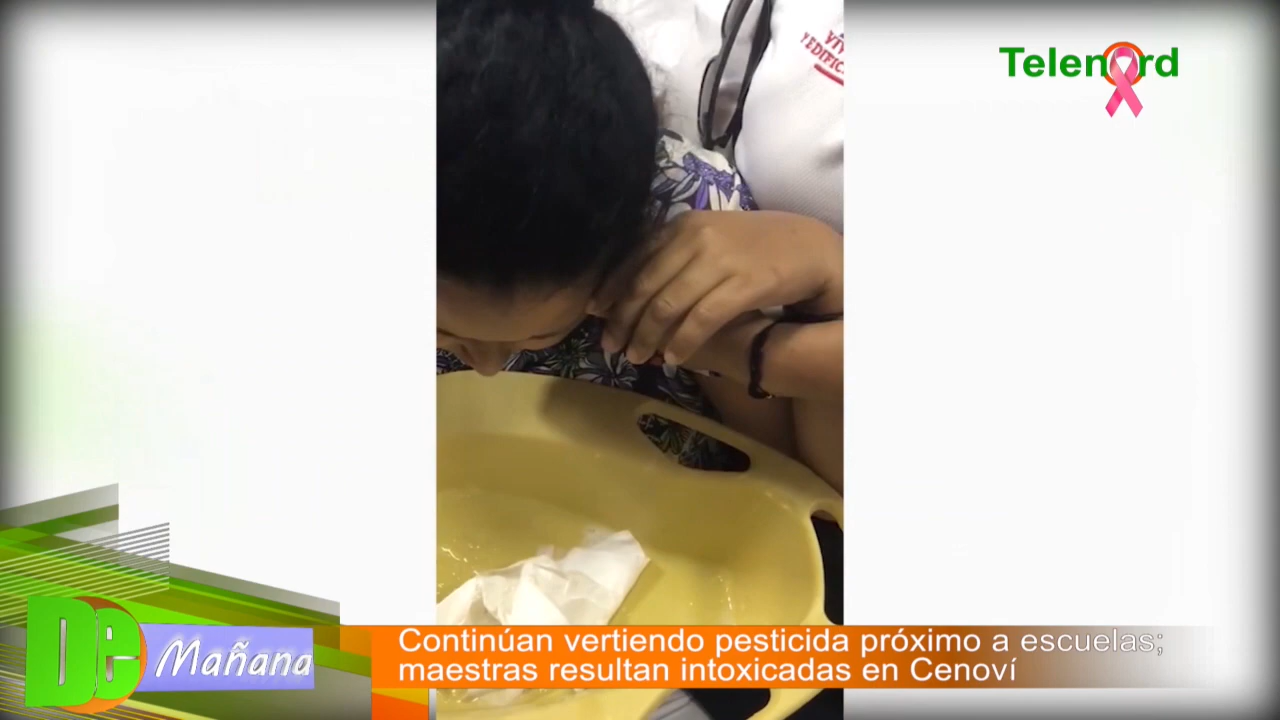 Telenord
De
Mañana
Continúan vertiendo pesticida próximo a escuelas;
maestras resultan intoxicadas en Cenoví